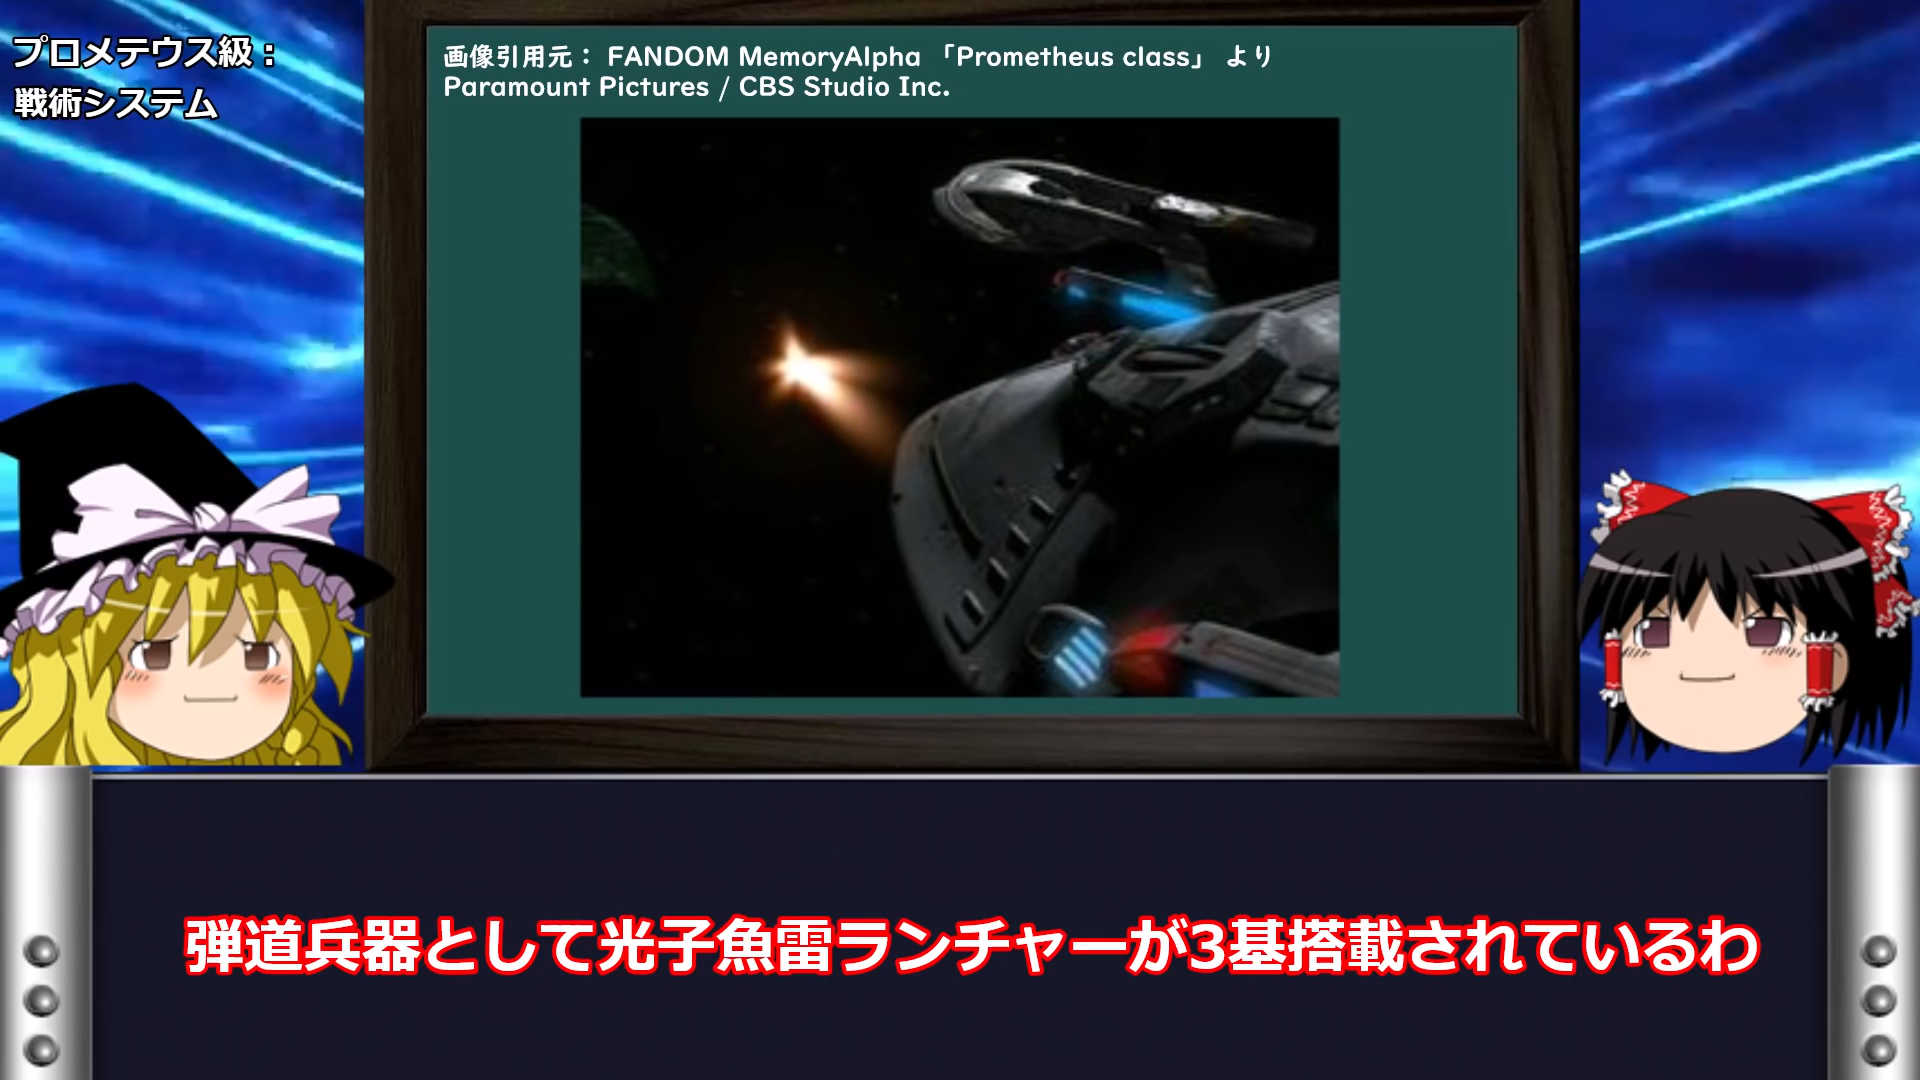 プロメテウス級：
戦術システム
画像引用元： FANDOM MemoryAlpha 「Prometheus class」 より
Paramount Pictures / CBS Studio Inc.
弾道兵器として光子魚雷ランチャーが3基搭載されているわ